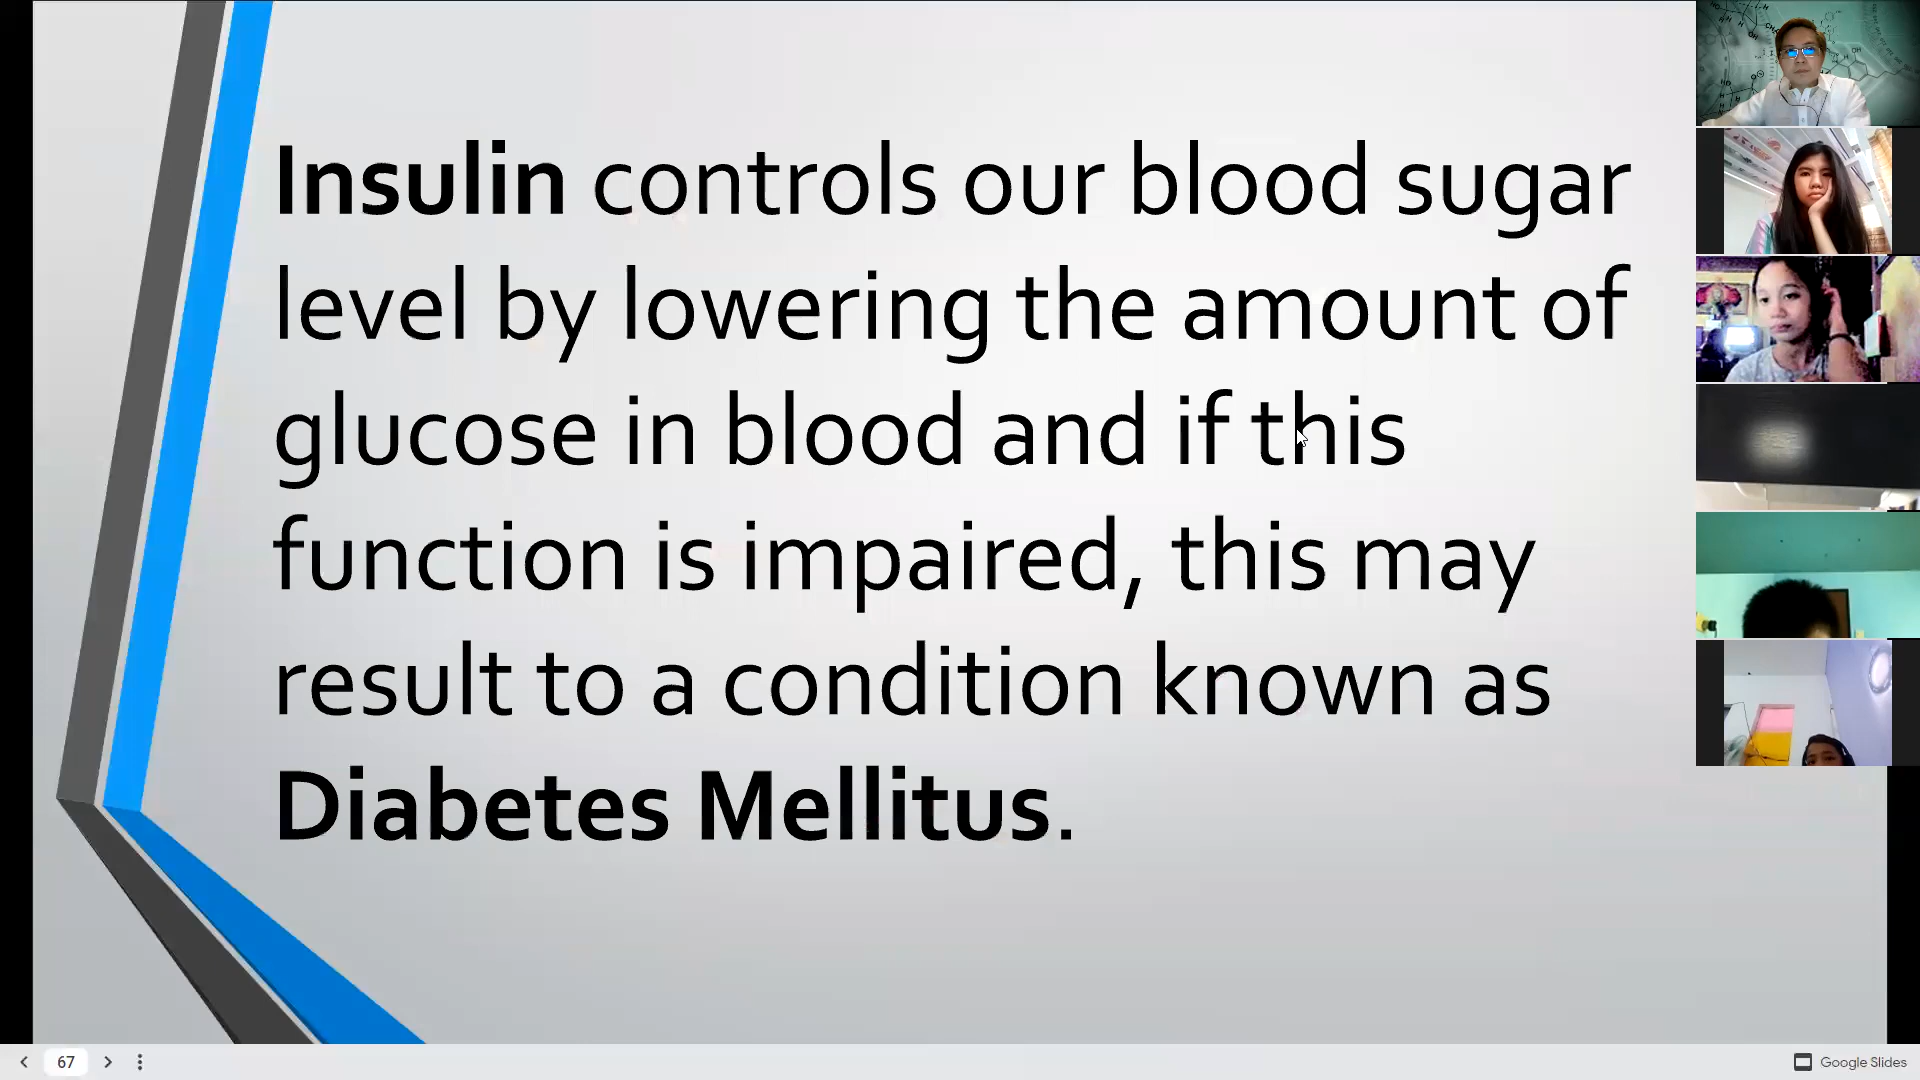 Insulin controls our blood sugar
level by lowering the amount of
glucose in blood and if this
function is impaired, this may
result to a condition known as
Diabetes Mellitus.
67
Google Slides